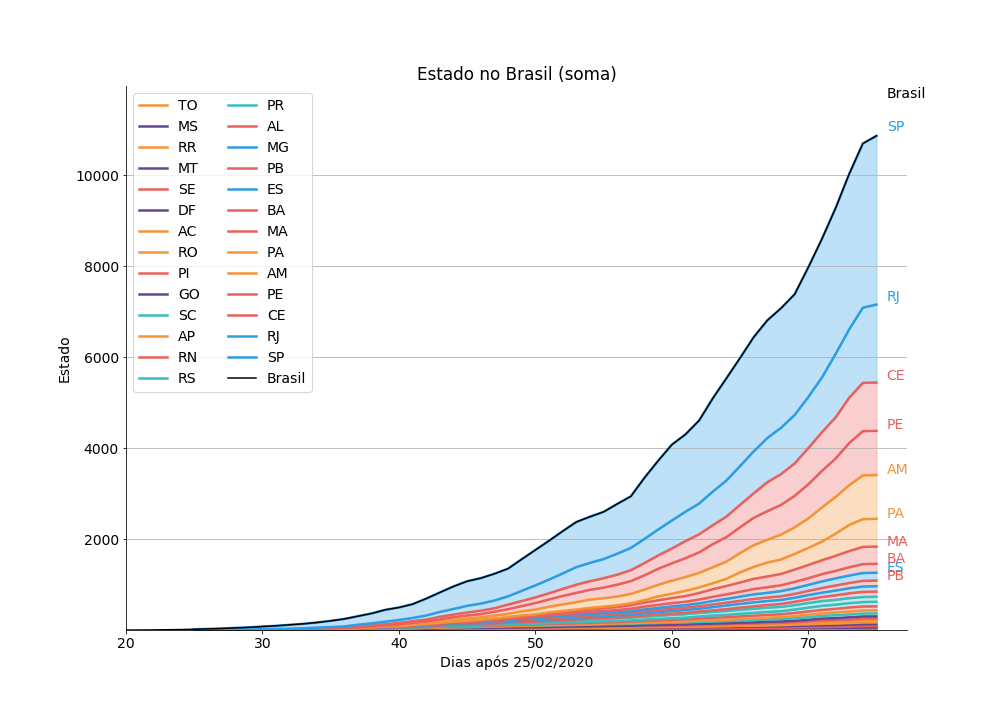 Estado no Brasil (soma)
Brasil
SP
RJ
CE
PE
AM
PA
MA
BA
ES
PB
TO
MS
RR
MT
SE
DF
AC
RO
PI
GO
SC
AP
RN
RS
PR
AL
MG
PB
ES
BA
MA
PA
AM
PE
CE
RJ
SP
Brasil
10000
8000
6000
4000
2000
Estado
20 30 40 50 60 70
Dias após 25/02/2020